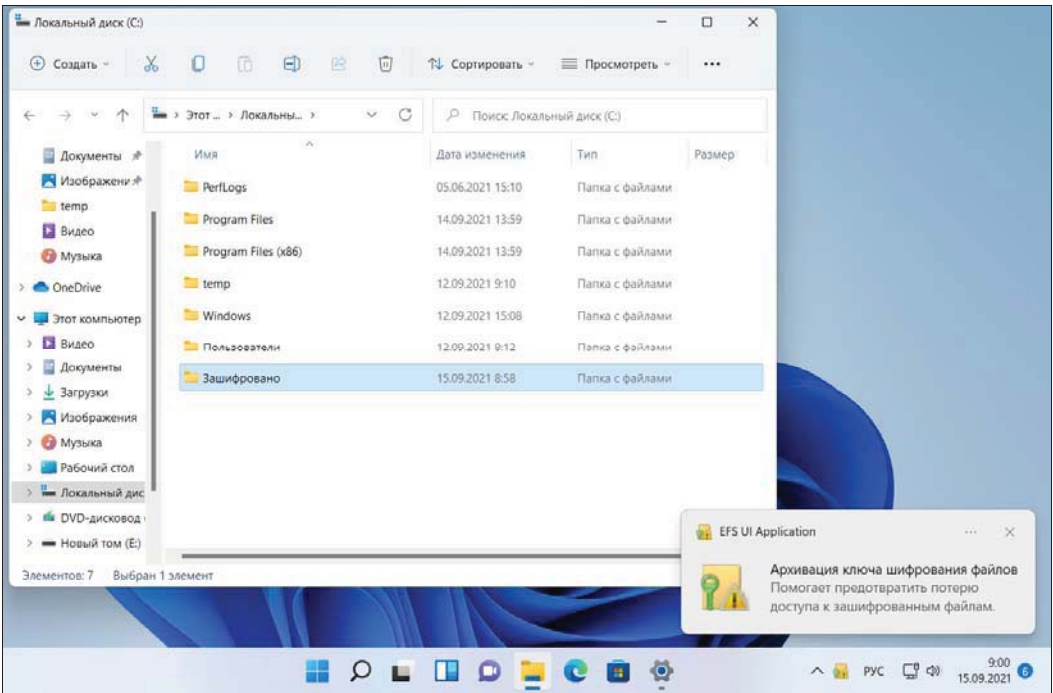 Локальный диск (C:)
Создать
Сортировать
Просмотреть
Этот ... › Локальны... ›
Поиск: Локальный диск (C:)
Документы
Изображени
temp
Видео
Музыка
OneDrive
Этот компьютер
Видео
Документы
Загрузки
Изображения
Музыка
Рабочий стол
Локальный дис
DVD-дисковод
Новый том (E:)
Имя Дата изменения Тип Размер
PerfLogs 05.06.2021 15:10 Папка с файлами
Program Files 14.09.2021 13:59 Папка с файлами
Program Files (x86) 14.09.2021 13:59 Папка с файлами
temp 12.09.2021 9:10 Папка с файлами
Windows 12.09.2021 15:08 Папка с файлами
Пользователи 12.09.2021 9:12 Папка с файлами
Зашифровано 15.09.2021 8:58 Папка с файлами
Элементов: 7 Выбран 1 элемент
EFS UI Application
Архивация ключа шифрования файлов
Помогает предотвратить потерю
доступа к зашифрованным файлам.
РУС
9:00
15.09.2021
6